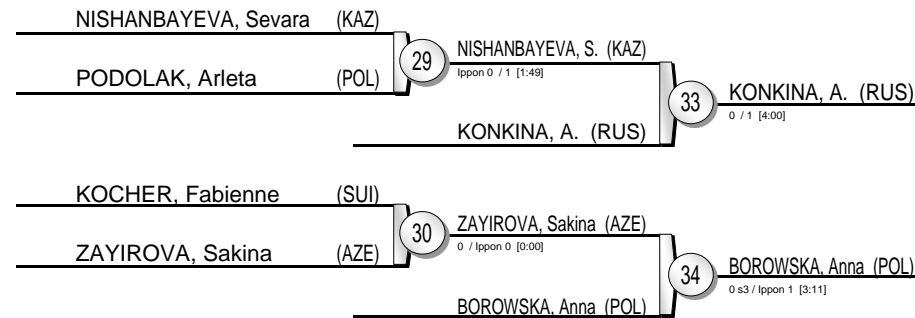 NISHANBAYEVA, Sevara (KAZ)
PODOLAK, Arleta (POL)
29
NISHANBAYEVA, S. (KAZ)
Ippon 0 / 1 [1:49]
KONKINA, A. (RUS)
33
KONKINA, A. (RUS)
0 / 1 [4:00]
KOCHER, Fabienne (SUI)
ZAYIROVA, Sakina (AZE)
30
ZAYIROVA, Sakina (AZE)
0 / Ippon 0 [0:00]
BOROWSKA, Anna (POL)
34
BOROWSKA, Anna (POL)
0 s3 / Ippon 1 [3:11]